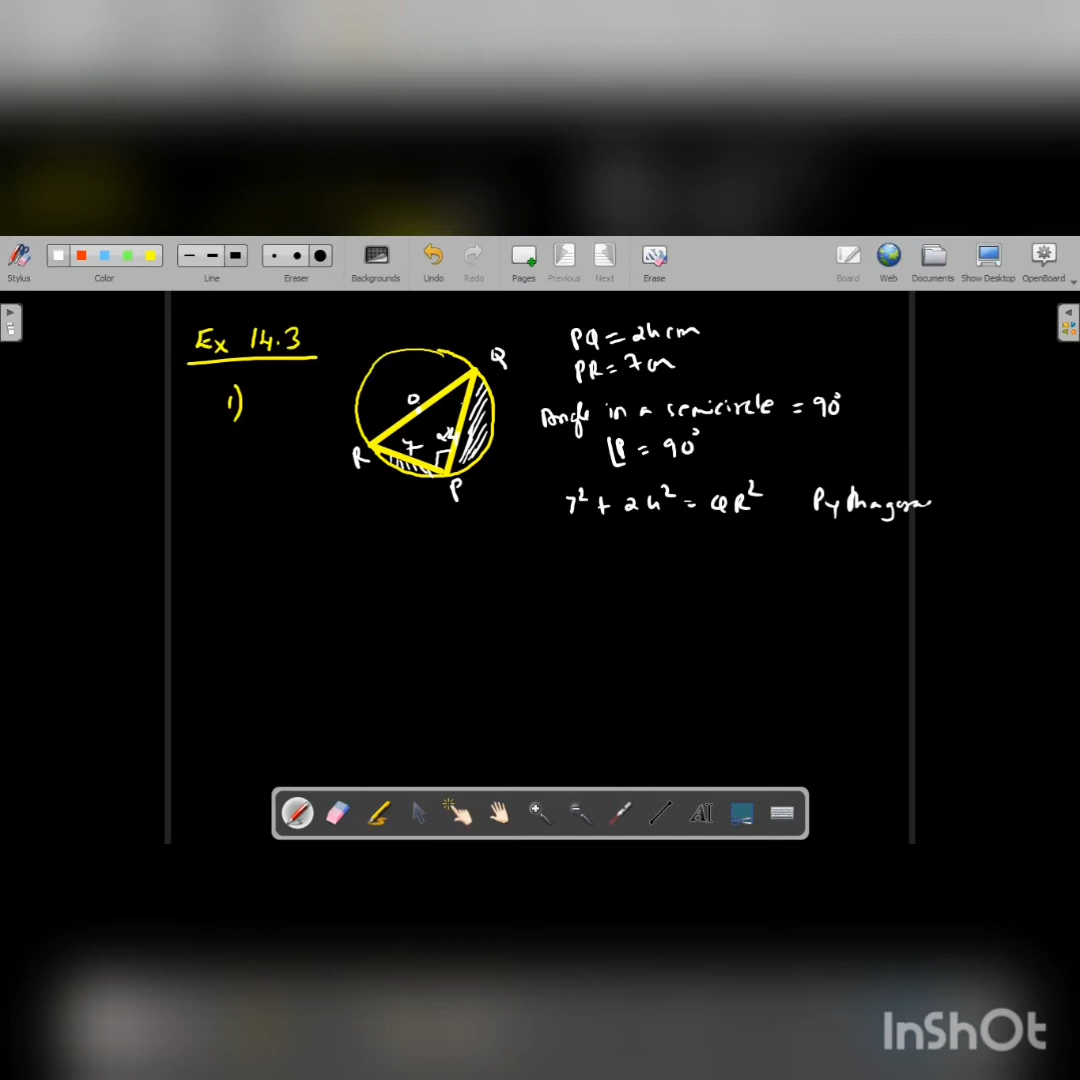 Stylus
Color
Line
Eraser
Backgrounds
Undo
Redo
Pages
Previous
Next
Erase
Board
Web
Documents
Show Desktop
OpenBoard
Ex 14.3
1)
Q
O
7
24
R
P
PQ = 24 cm
PR = 7 cm
Angle in a semicircle = 90°
∠P = 90°
7² + 24² = QR² Pythagoras
AI
InShOt